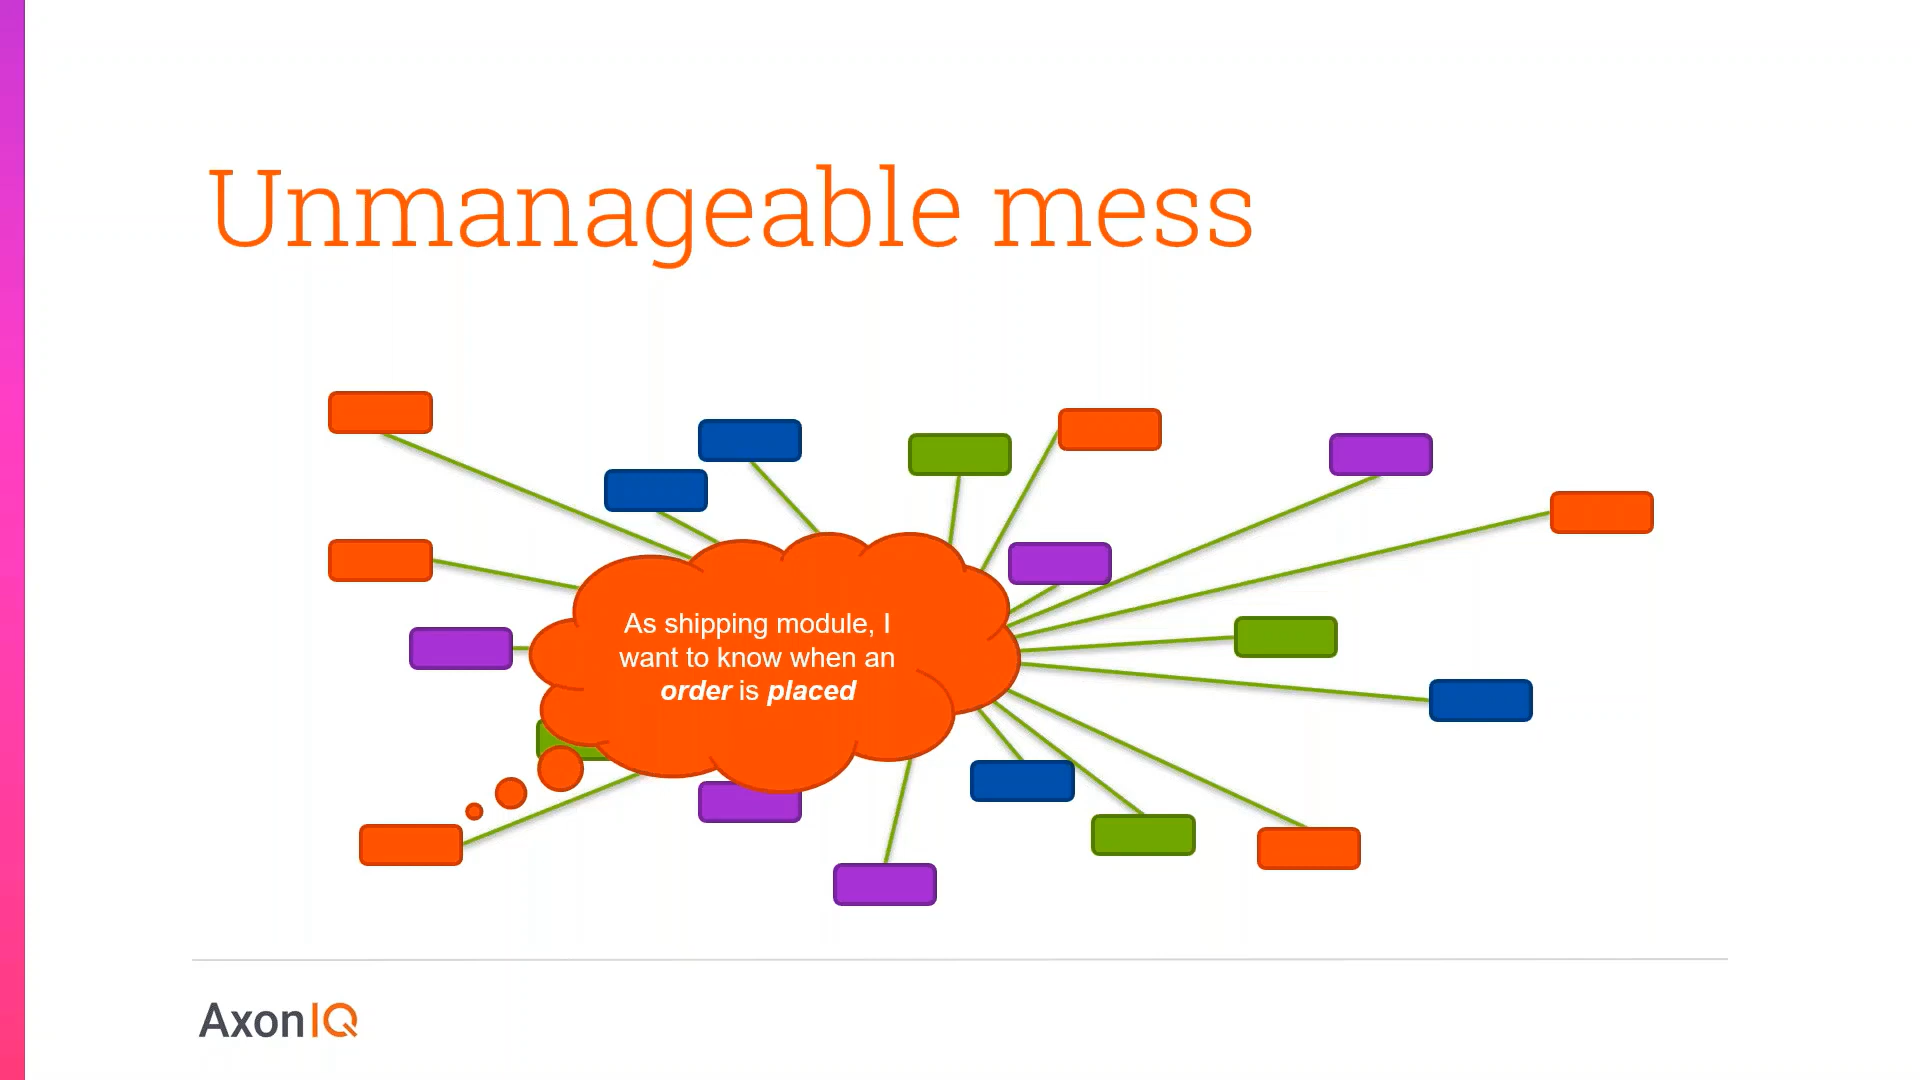 Unmanageable mess
As shipping module, I
want to know when an
order is placed
AxonIQ